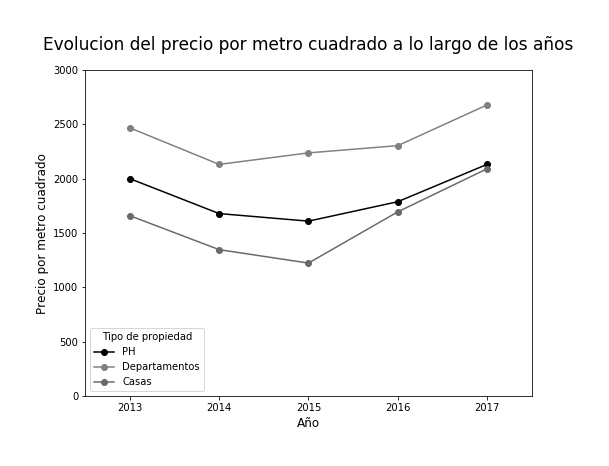 Evolucion del precio por metro cuadrado a lo largo de los años
3000
2500
2000
1500
1000
500
0
Precio por metro cuadrado
Tipo de propiedad
PH
Departamentos
Casas
2013 2014 2015 2016 2017
Año